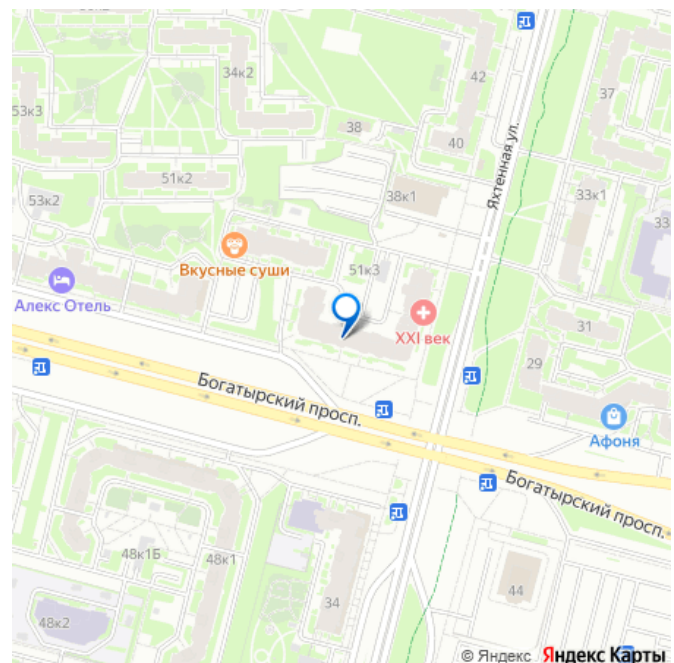 34к2
42
37
53к3
38
40
Яхтенная ул.
51к2
53к2
38к1
33к1
33
Вкусные суши
51к3
Алекс Отель
XXI век
31
29
Богатырский просп.
Афоня
Богатырский просп.
48к1Б
48к1
44
34
48к2
© Яндекс Яндекс Карты